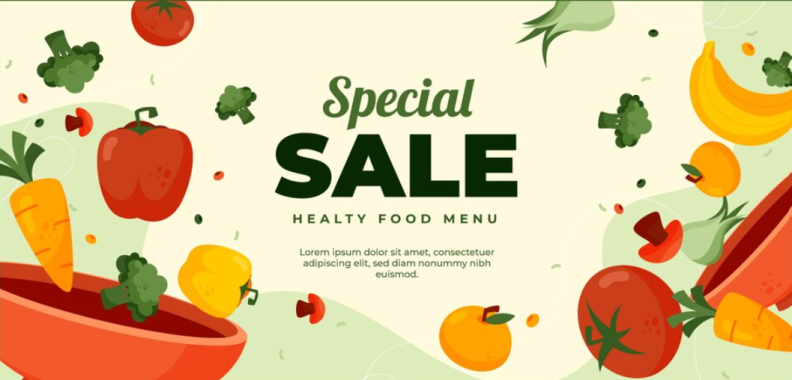 Special
SALE
HEALTY FOOD MENU
Lorem ipsum dolor sit amet, consectetuer
adipiscing elit, sed diam nonummy nibh
euismod.